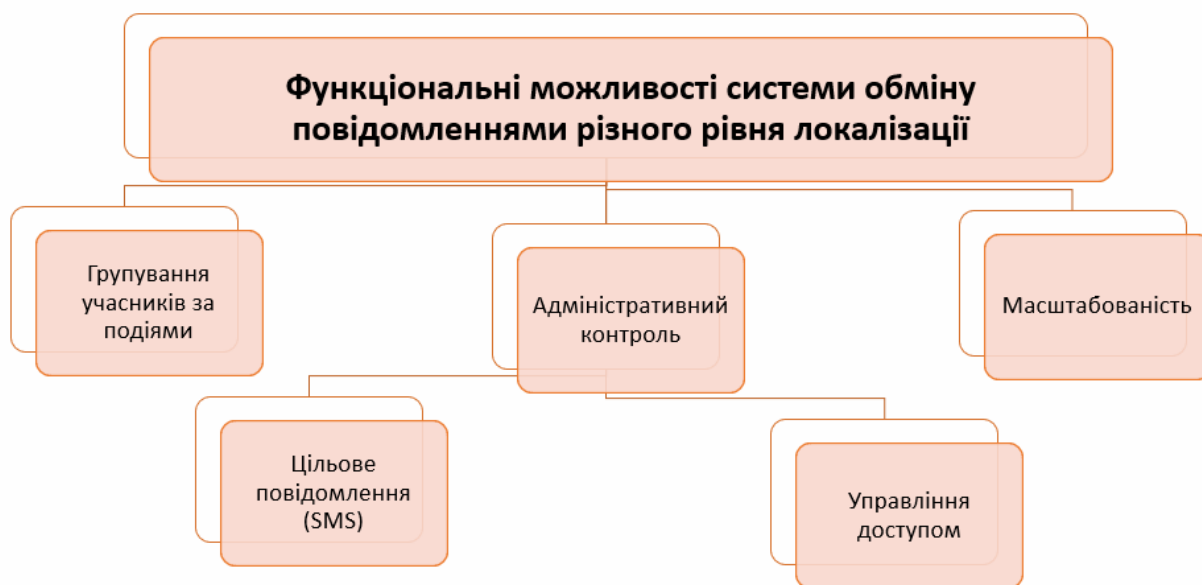 Функціональні можливості системи обміну
повідомленнями різного рівня локалізації
Групування
учасників за
подіями
Адміністративний
контроль
Масштабованість
Цільове
повідомлення
(SMS)
Управління
доступом